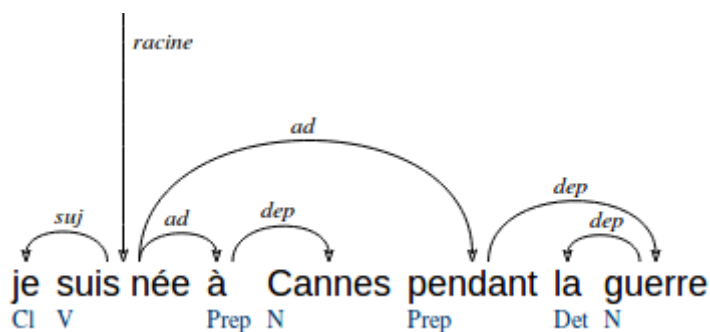 racine
ad
suj ad dep dep dep
je suis née à Cannes pendant la guerre
Cl V Prep N Prep Det N